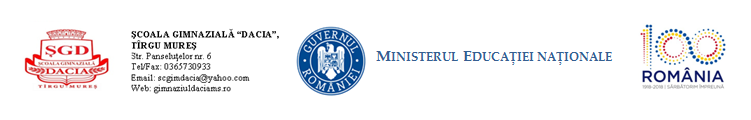 ŞGD
ŞCOALA GIMNAZIALĂ
DACIA
TÎRGU MUREŞ
ŞCOALA GIMNAZIALĂ “DACIA”,
TÎRGU MUREŞ
Str. Panseluţelor nr. 6
Tel/Fax: 0365730933
Email: scgimdacia@yahoo.com
Web: gimnaziuldaciams.ro
GUVERNUL
ROMÂNIEI
MINISTERUL EDUCAŢIEI NAŢIONALE
100
ROMÂNIA
1918-2018 | SĂRBĂTORIM ÎMPREUNĂ